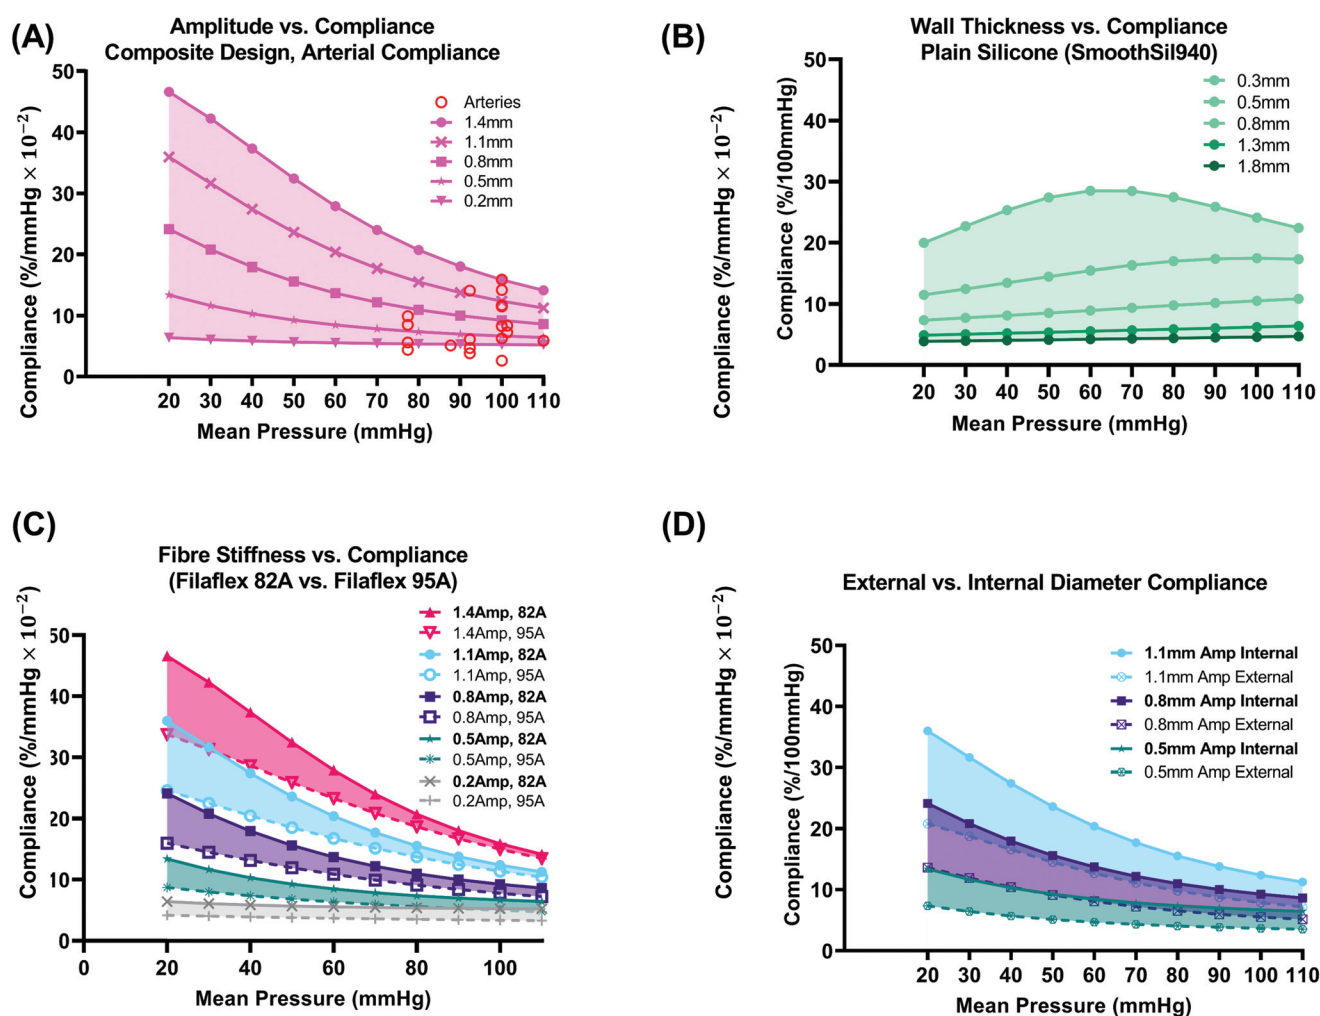 (A)
Amplitude vs. Compliance
Composite Design, Arterial Compliance
Compliance (%/mmHg × 10⁻²)
50
40
30
20
10
0
Arteries
1.4mm
1.1mm
0.8mm
0.5mm
0.2mm
20 30 40 50 60 70 80 90 100 110
Mean Pressure (mmHg)
(B)
Wall Thickness vs. Compliance
Plain Silicone (SmoothSil940)
Compliance (%/mmHg × 10⁻²)
Compliance (%/100mmHg)
50
40
30
20
10
0
0.3mm
0.5mm
0.8mm
1.3mm
1.8mm
20 30 40 50 60 70 80 90 100 110
Mean Pressure (mmHg)
(C)
Fibre Stiffness vs. Compliance
(Filaflex 82A vs. Filaflex 95A)
Compliance (%/mmHg × 10⁻²)
50
40
30
20
10
0
1.4Amp, 82A
1.4Amp, 95A
1.1Amp, 82A
1.1Amp, 95A
0.8Amp, 82A
0.8Amp, 95A
0.5Amp, 82A
0.5Amp, 95A
0.2Amp, 82A
0.2Amp, 95A
0 20 40 60 80 100
Mean Pressure (mmHg)
(D)
External vs. Internal Diameter Compliance
Compliance (%/mmHg × 10⁻²)
Compliance (%/100mmHg)
50
40
30
20
10
0
1.1mm Amp Internal
1.1mm Amp External
0.8mm Amp Internal
0.8mm Amp External
0.5mm Amp Internal
0.5mm Amp External
20 30 40 50 60 70 80 90 100 110
Mean Pressure (mmHg)